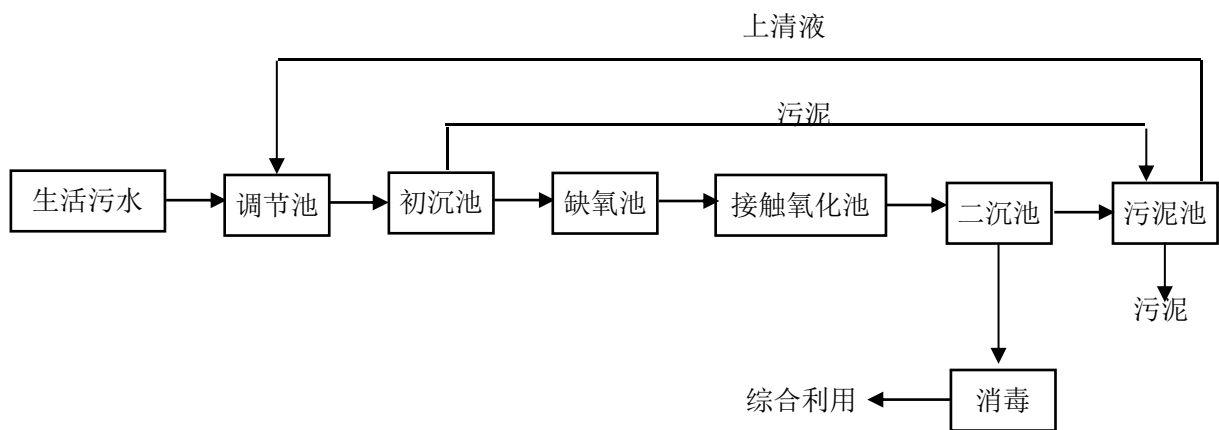 上清液
污泥
生活污水
调节池
初沉池
缺氧池
接触氧化池
二沉池
污泥池
污泥
综合利用
消毒